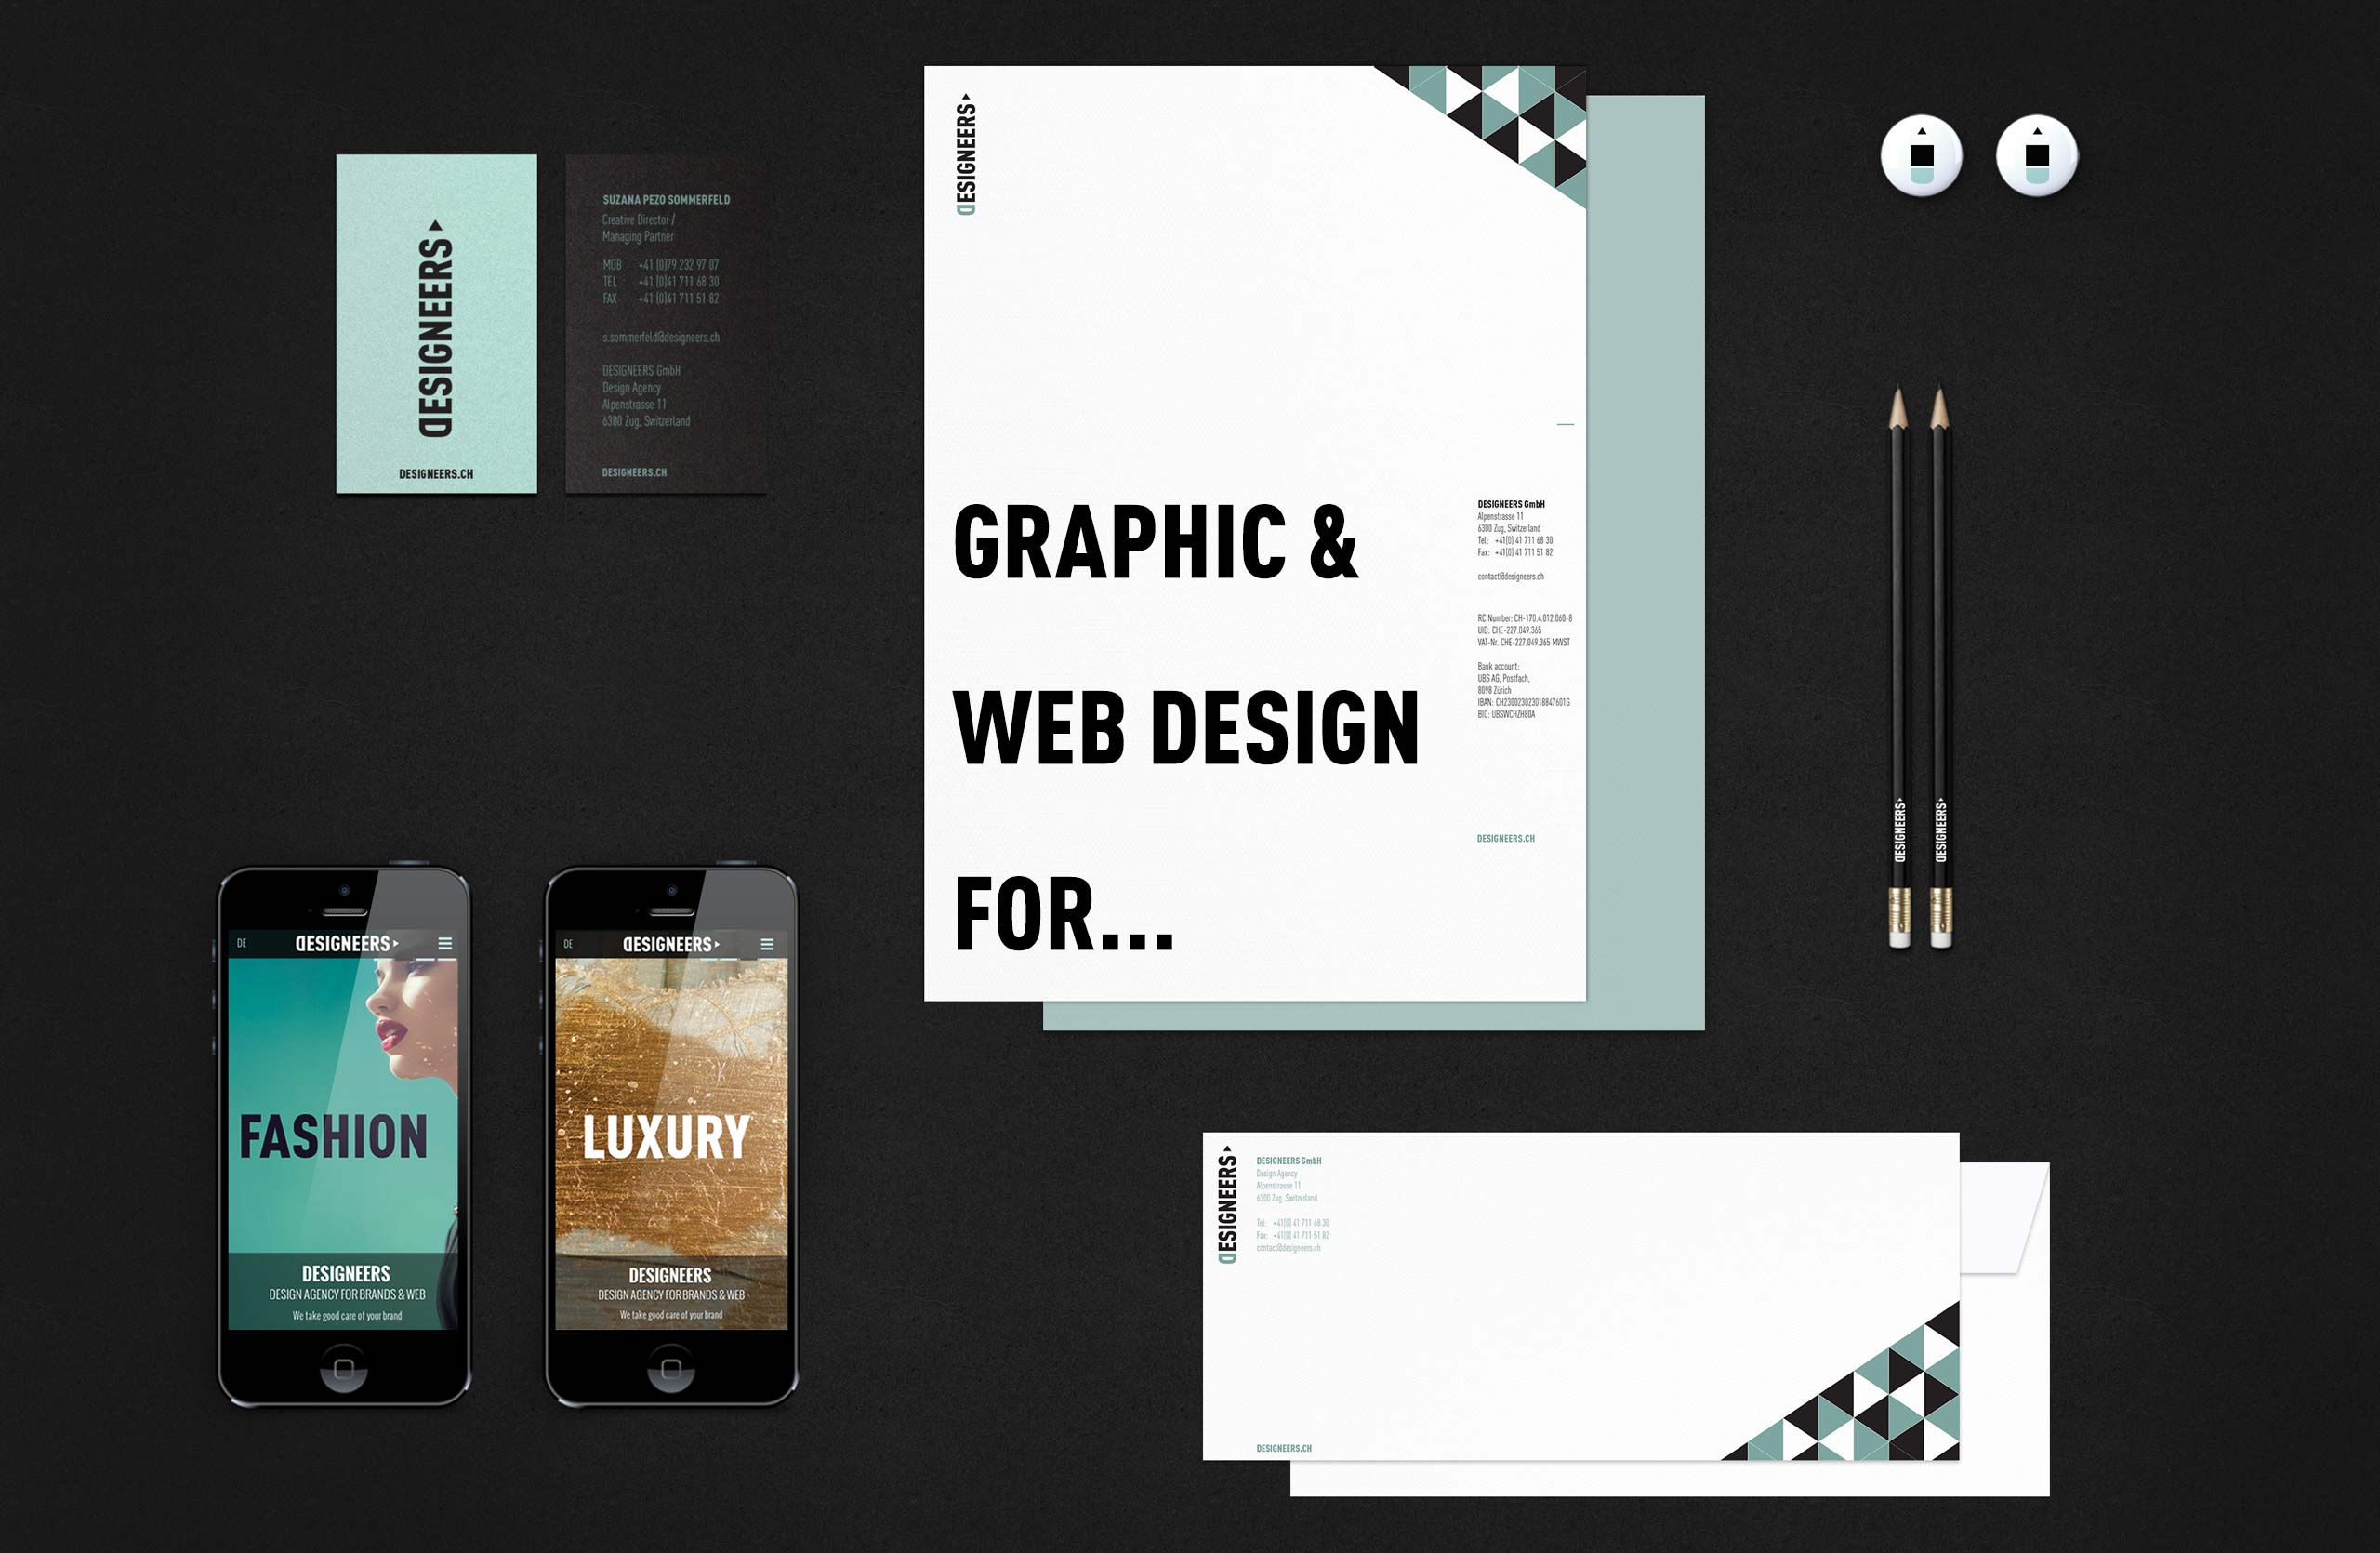 DESIGNEERS
DESIGNEERS.CH
SUZANA PEZO SOMMERFELD
Creative Director /
Managing Partner
MOB +41 (0)79 232 97 07
TEL +41 (0)41 711 68 30
FAX +41 (0)41 711 51 82
s.sommerfeld@designeers.ch
DESIGNEERS GmbH
Design Agency
Alpenstrasse 11
6300 Zug, Switzerland
DESIGNEERS.CH
DESIGNEERS
GRAPHIC &
WEB DESIGN
FOR...
DESIGNEERS GmbH
Alpenstrasse 11
6300 Zug, Switzerland
Tel: +41(0) 41 711 68 30
Fax: +41(0) 41 711 51 82
contact@designeers.ch
RC Number: CH-170.4.012.060-8
UID: CHE-227.049.365
VAT-Nr. CHE-227.049.365 MWST
Bank account:
UBS AG, Postfach,
8098 Zürich
IBAN:
BIC: UBSWCHZH80A
DESIGNEERS.CH
DESIGNEERS
DESIGNEERS
DE DESIGNEERS
FASHION
DESIGNEERS
DESIGN AGENCY FOR BRANDS & WEB
We take good care of your brand
DE DESIGNEERS
LUXURY
DESIGNEERS
DESIGN AGENCY FOR BRANDS & WEB
We take good care of your brand
DESIGNEERS
DESIGNEERS GmbH
Design Agency
Alpenstrasse 11
6300 Zug, Switzerland
Tel: +41(0) 41 711 68 30
Fax: +41(0) 41 711 51 82
contact@designeers.ch
DESIGNEERS.CH